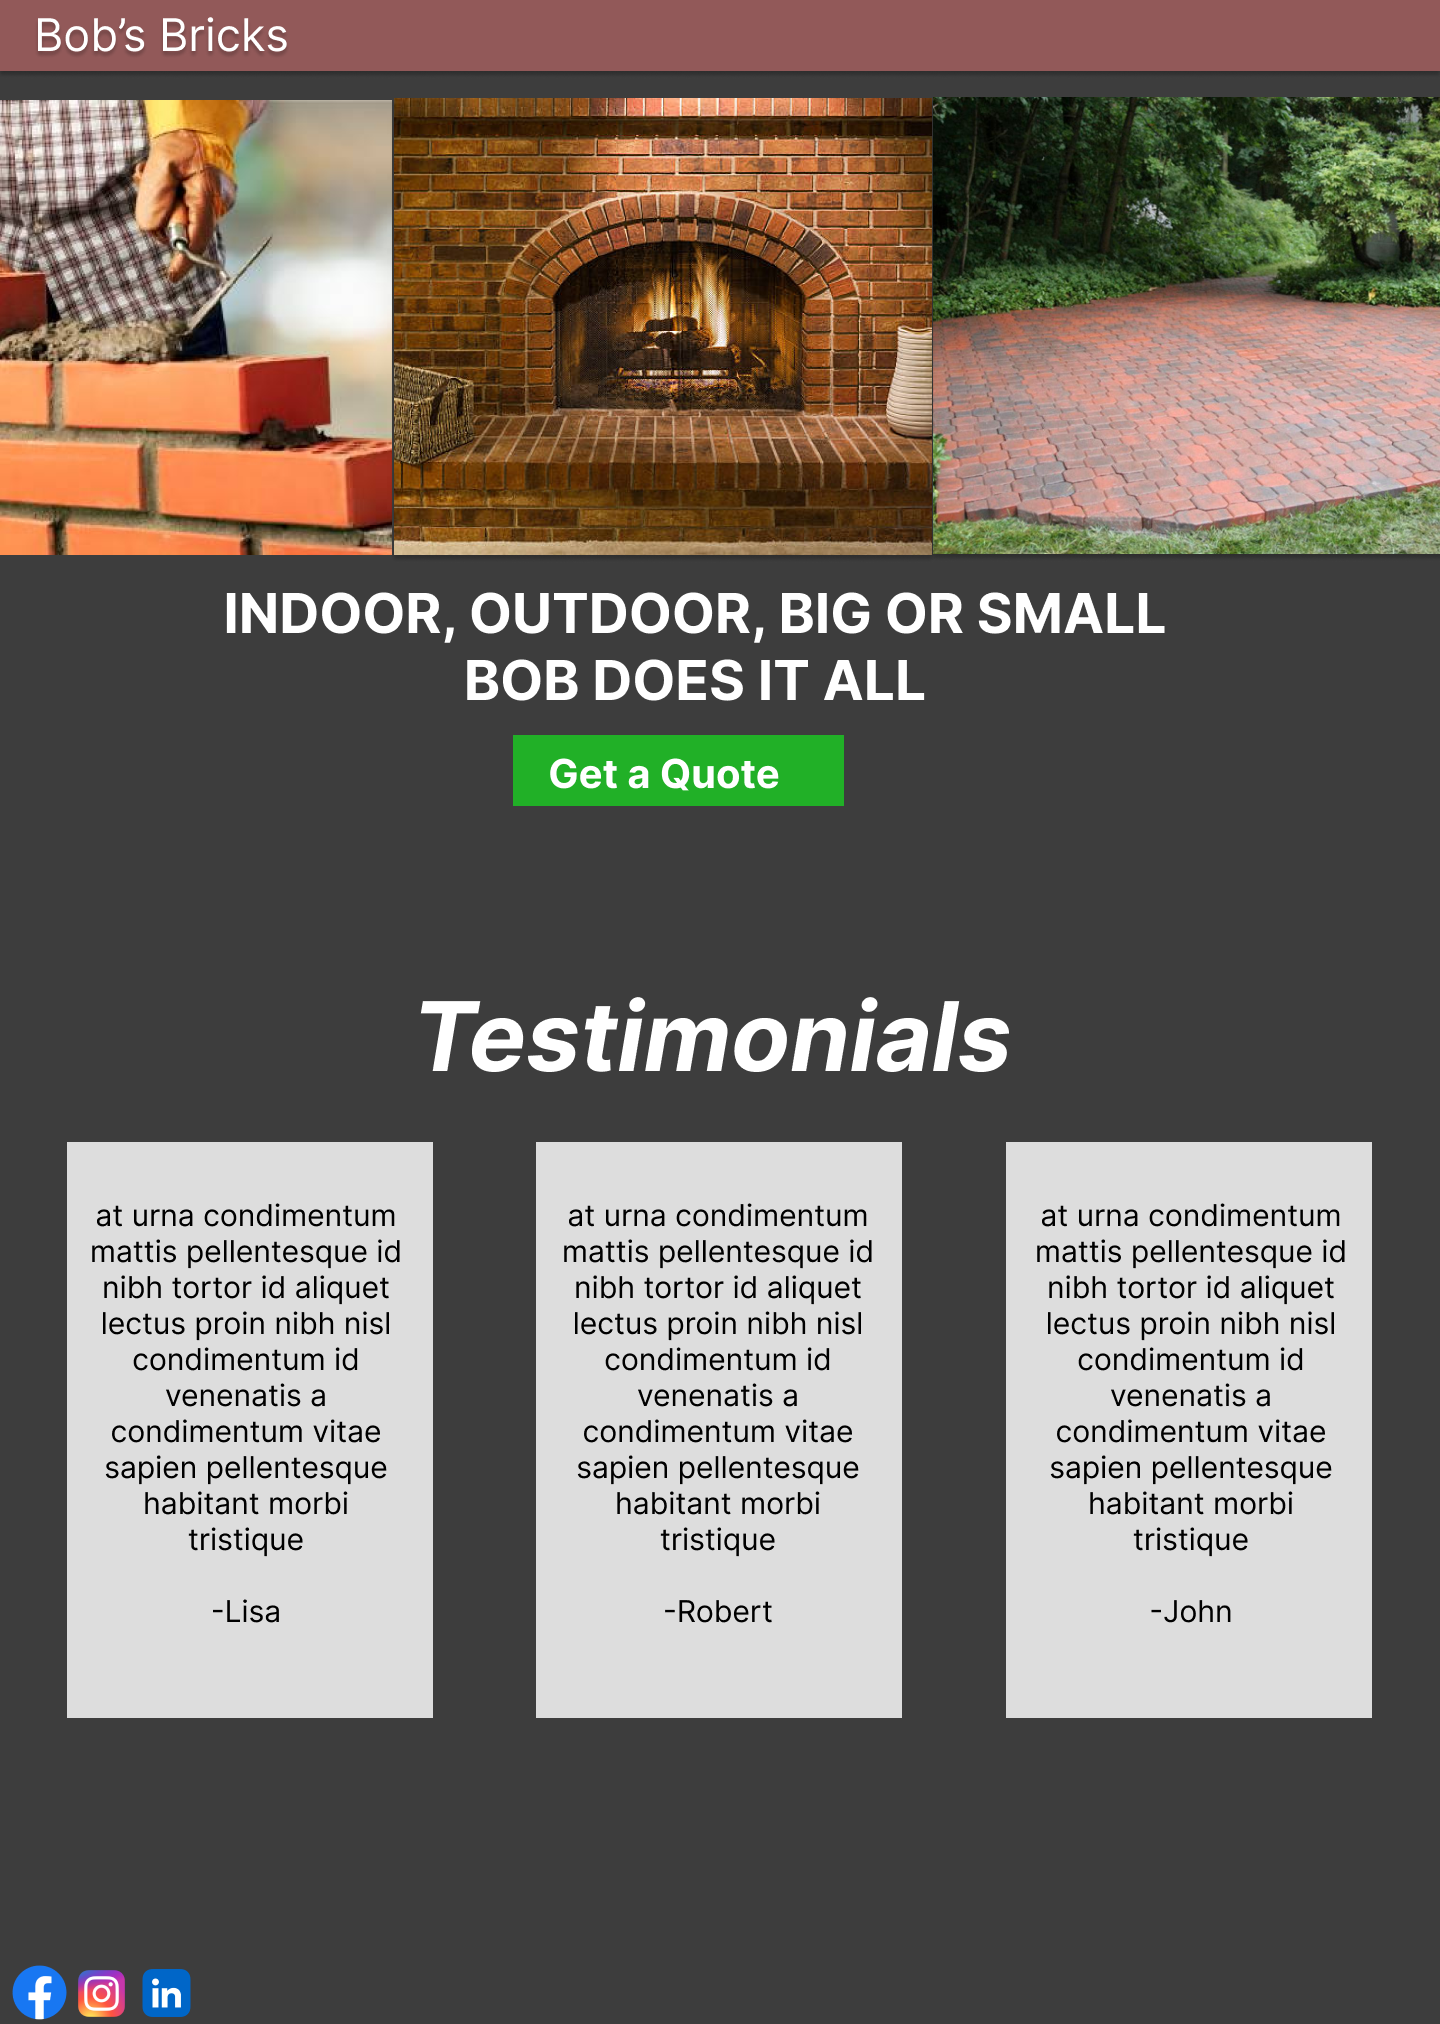 Bob’s Bricks
INDOOR, OUTDOOR, BIG OR SMALL
BOB DOES IT ALL
Get a Quote
Testimonials
at urna condimentum
mattis pellentesque id
nibh tortor id aliquet
lectus proin nibh nisl
condimentum id
venenatis a
condimentum vitae
sapien pellentesque
habitant morbi
tristique
-Lisa
at urna condimentum
mattis pellentesque id
nibh tortor id aliquet
lectus proin nibh nisl
condimentum id
venenatis a
condimentum vitae
sapien pellentesque
habitant morbi
tristique
-Robert
at urna condimentum
mattis pellentesque id
nibh tortor id aliquet
lectus proin nibh nisl
condimentum id
venenatis a
condimentum vitae
sapien pellentesque
habitant morbi
tristique
-John
f
in